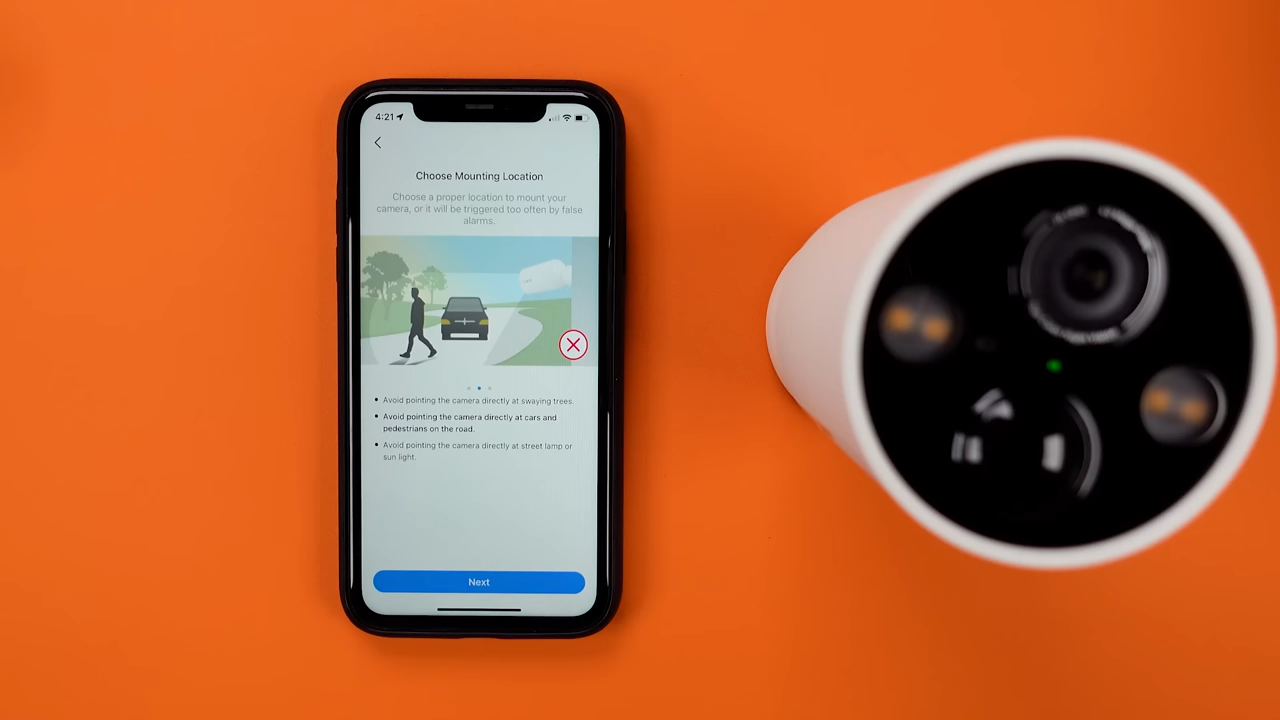 4:21
Choose Mounting Location
Choose a proper location to mount your
camera, or it will be triggered too often by false
alarms.
Avoid pointing the camera directly at swaying trees.
Avoid pointing the camera directly at cars and
pedestrians on the road.
Avoid pointing the camera directly at street lamp or
sun light.
Next